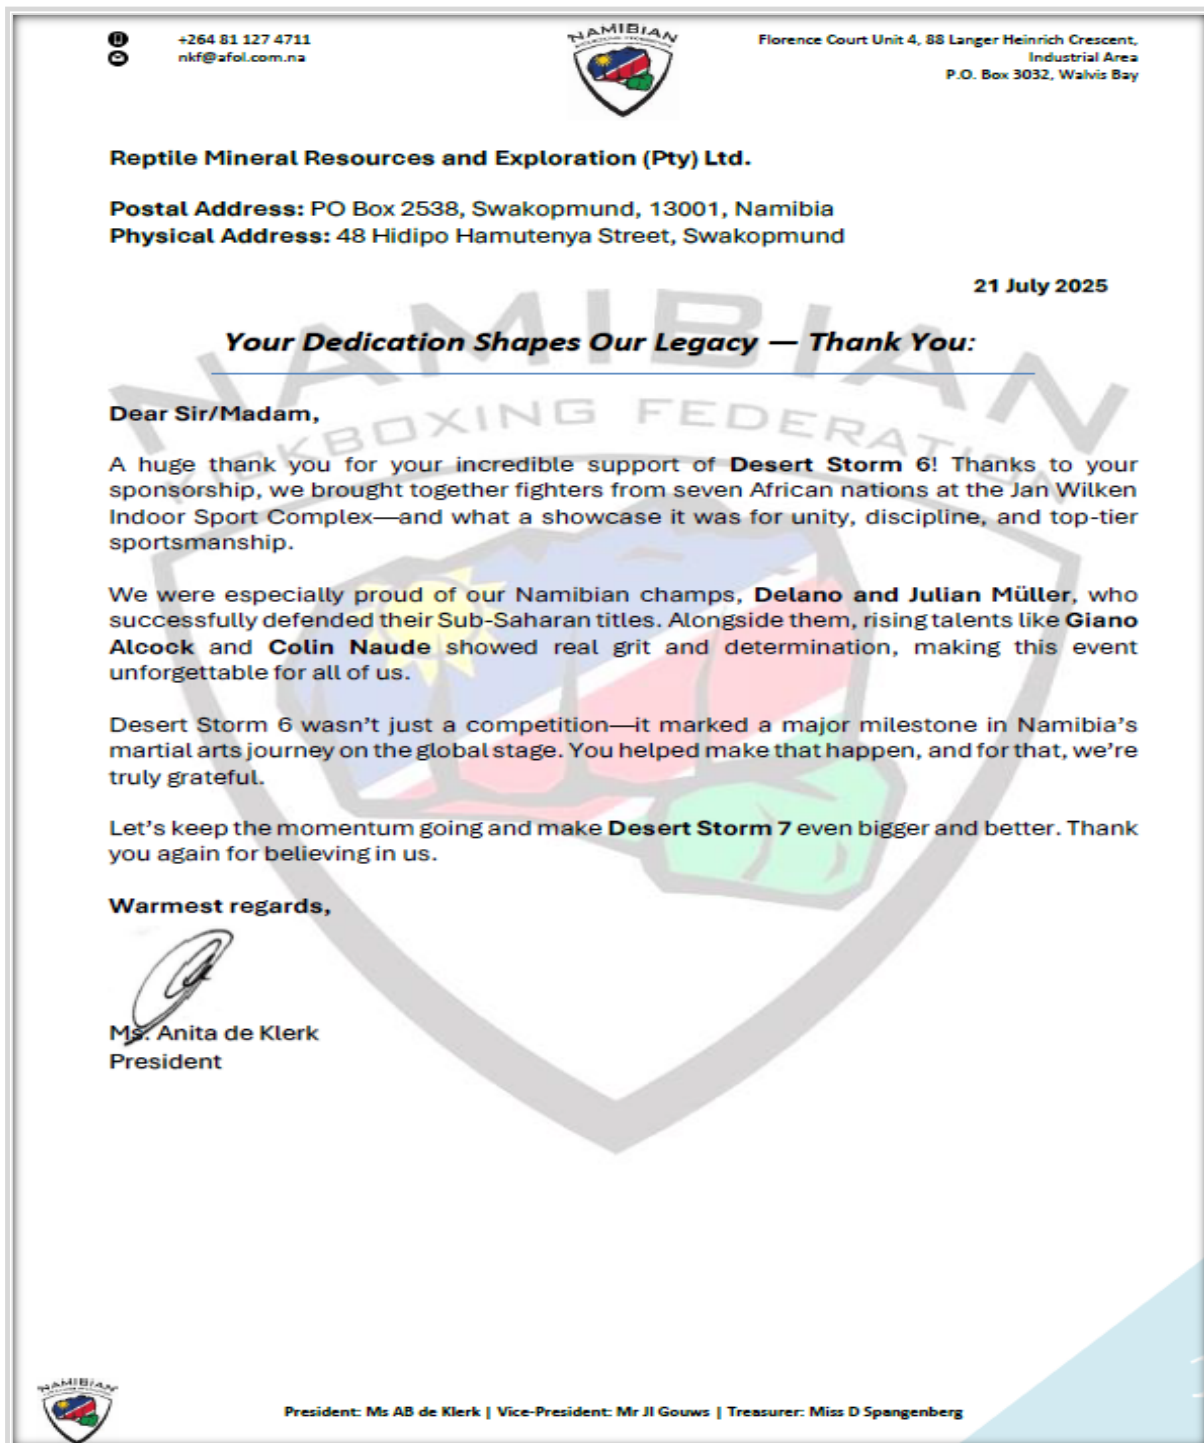 +264 81 127 4711
nkf@afol.com.na
NAMIBIAN
Florence Court Unit 4, 88 Langer Heinrich Crescent,
Industrial Area
P.O. Box 3032, Walvis Bay
Reptile Mineral Resources and Exploration (Pty) Ltd.
Postal Address: PO Box 2538, Swakopmund, 13001, Namibia
Physical Address: 48 Hidipo Hamutenya Street, Swakopmund
21 July 2025
NAMIBIAN
KICKBOXING FEDERATION
Your Dedication Shapes Our Legacy — Thank You:
Dear Sir/Madam,
A huge thank you for your incredible support of Desert Storm 6! Thanks to your
sponsorship, we brought together fighters from seven African nations at the Jan Wilken
Indoor Sport Complex—and what a showcase it was for unity, discipline, and top-tier
sportsmanship.
We were especially proud of our Namibian champs, Delano and Julian Müller, who
successfully defended their Sub-Saharan titles. Alongside them, rising talents like Giano
Alcock and Colin Naude showed real grit and determination, making this event
unforgettable for all of us.
Desert Storm 6 wasn’t just a competition—it marked a major milestone in Namibia’s
martial arts journey on the global stage. You helped make that happen, and for that, we’re
truly grateful.
Let’s keep the momentum going and make Desert Storm 7 even bigger and better. Thank
you again for believing in us.
Warmest regards,
Ms. Anita de Klerk
President
NAMIBIAN
President: Ms AB de Klerk | Vice-President: Mr JI Gouws | Treasurer: Miss D Spangenberg